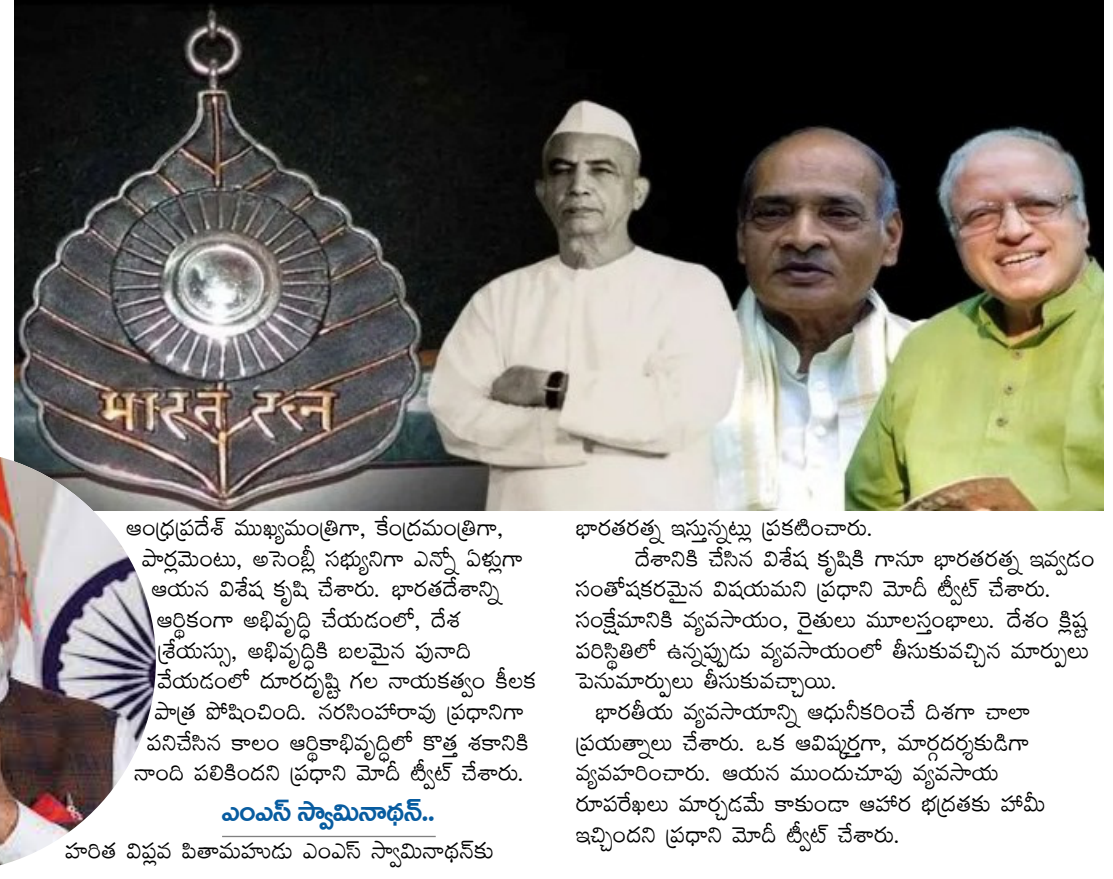 भारत रत्न
ఆంధ్రప్రదేశ్ ముఖ్యమంత్రిగా, కేంద్రమంత్రిగా,
పార్లమెంటు, అసెంబ్లీ సభ్యునిగా ఎన్నో ఏళ్లుగా
ఆయన విశేష కృషి చేశారు. భారతదేశాన్ని
ఆర్థికంగా అభివృద్ధి చేయడంలో, దేశ
శ్రేయస్సు, అభివృద్ధికి బలమైన పునాది
వేయడంలో దూరదృష్టి గల నాయకత్వం కీలక
పాత్ర పోషించింది. నరసింహారావు ప్రధానిగా
పనిచేసిన కాలం ఆర్థికాభివృద్ధిలో కొత్త శకానికి
నాంది పలికిందని ప్రధాని మోదీ ట్వీట్ చేశారు.
ఎంఎస్ స్వామినాథన్..
హరిత విప్లవ పితామహుడు ఎంఎస్ స్వామినాథన్‌కు
భారతరత్న ఇస్తున్నట్లు ప్రకటించారు.
దేశానికి చేసిన విశేష కృషికి గానూ భారతరత్న ఇవ్వడం
సంతోషకరమైన విషయమని ప్రధాని మోదీ ట్వీట్ చేశారు.
సంక్షేమానికి వ్యవసాయం, రైతులు మూలస్తంభాలు. దేశం క్లిష్ట
పరిస్థితిలో ఉన్నప్పుడు వ్యవసాయంలో తీసుకువచ్చిన మార్పులు
పెనుమార్పులు తీసుకువచ్చాయి.
భారతీయ వ్యవసాయాన్ని ఆధునీకరించే దిశగా చాలా
ప్రయత్నాలు చేశారు. ఒక ఆవిష్కర్తగా, మార్గదర్శకుడిగా
వ్యవహరించారు. ఆయన ముందుచూపు వ్యవసాయ
రూపరేఖలు మార్చడమే కాకుండా ఆహార భద్రతకు హామీ
ఇచ్చిందని ప్రధాని మోదీ ట్వీట్ చేశారు.